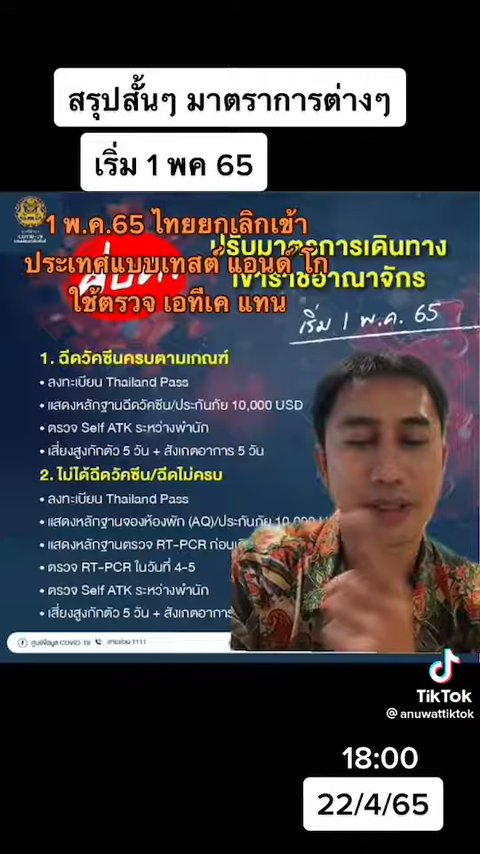 สรุปสั้นๆ มาตราการต่างๆ
เริ่ม 1 พค 65
1 พ.ค.65 ไทยยกเลิกเข้า
ประเทศแบบเทสต์ แอนด์ โก
ใช้ตรวจ เอทีเค แทน
ปรับมาตรการเดินทาง
เข้าราชอาณาจักร
เริ่ม 1 พ.ค. 65
1. ฉีดวัคซีนครบตามเกณฑ์
• ลงทะเบียน Thailand Pass
• แสดงหลักฐานฉีดวัคซีน/ประกันภัย 10,000 USD
• ตรวจ Self ATK ระหว่างพำนัก
• เสี่ยงสูงกักตัว 5 วัน + สังเกตอาการ 5 วัน
2. ไม่ได้ฉีดวัคซีน/ฉีดไม่ครบ
• ลงทะเบียน Thailand Pass
• แสดงหลักฐานจองห้องพัก (AQ)/ประกันภัย 10,000
• แสดงหลักฐานตรวจ RT-PCR
• ตรวจ RT-PCR ในวันที่ 4-5
• ตรวจ Self ATK ระหว่างพำนัก
• เสี่ยงสูงกักตัว 5 วัน + สังเกตอาการ
ศูนย์ข้อมูล COVID-19 สายด่วน 1111
TikTok
@anuwattiktok
18:00
22/4/65